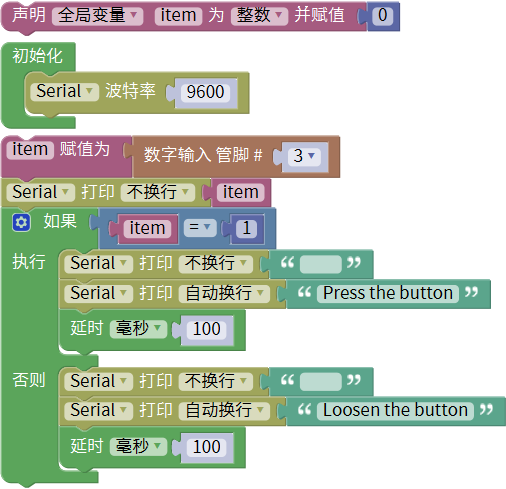 声明 全局变量 item 为 整数 并赋值 0
初始化
Serial 波特率 9600
item 赋值为 数字输入 管脚 # 3
Serial 打印 不换行 item
如果 item = 1
执行 Serial 打印 不换行 “ ”
Serial 打印 自动换行 “ Press the button ”
延时 毫秒 100
否则 Serial 打印 不换行 “ ”
Serial 打印 自动换行 “ Loosen the button ”
延时 毫秒 100